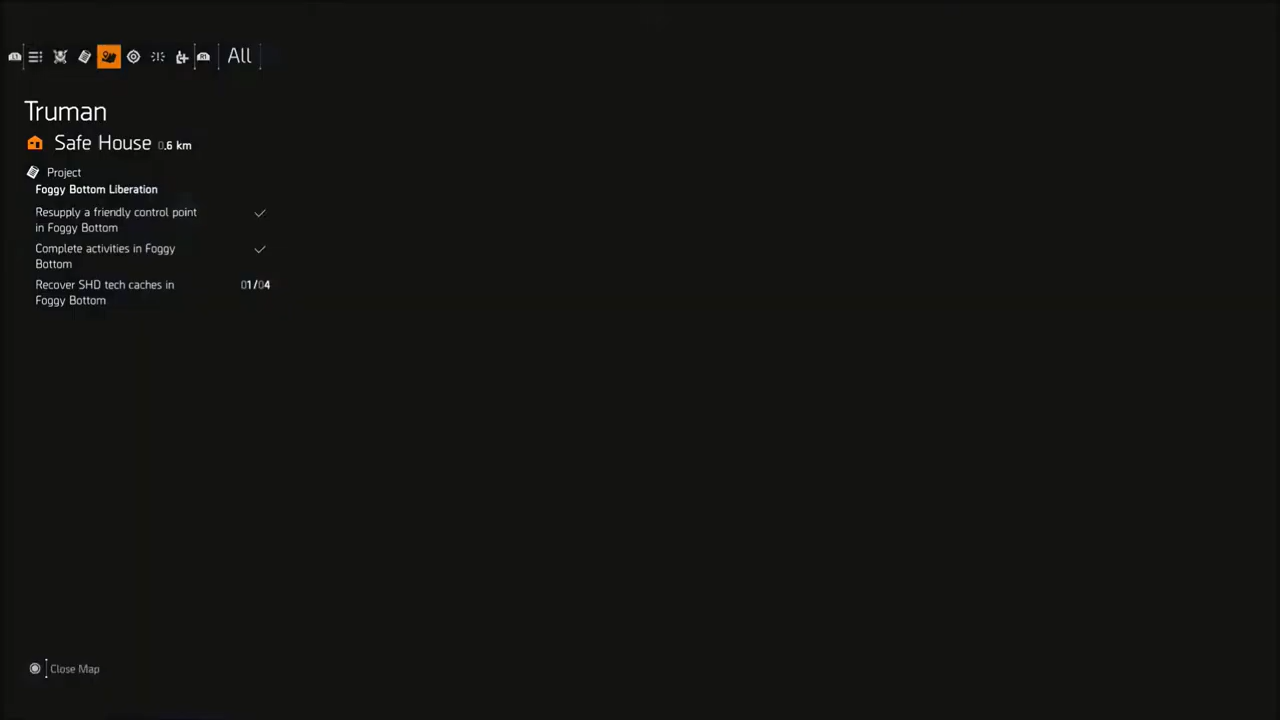 All
Truman
Safe House 0.6 km
Project
Foggy Bottom Liberation
Resupply a friendly control point
in Foggy Bottom
Complete activities in Foggy
Bottom
Recover SHD tech caches in 01/04
Foggy Bottom
Close Map